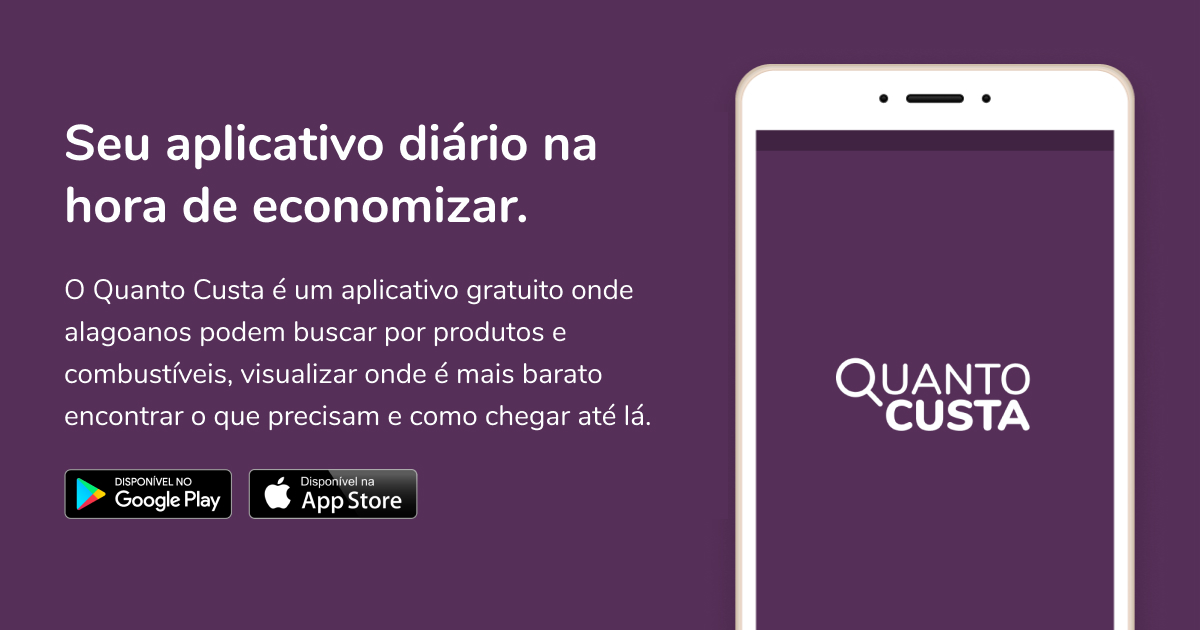 Seu aplicativo diário na
hora de economizar.
O Quanto Custa é um aplicativo gratuito onde
alagoanos podem buscar por produtos e
combustíveis, visualizar onde é mais barato
encontrar o que precisam e como chegar até lá.
DISPONÍVEL NO
Google Play
Disponível na
App Store
QUANTO
CUSTA